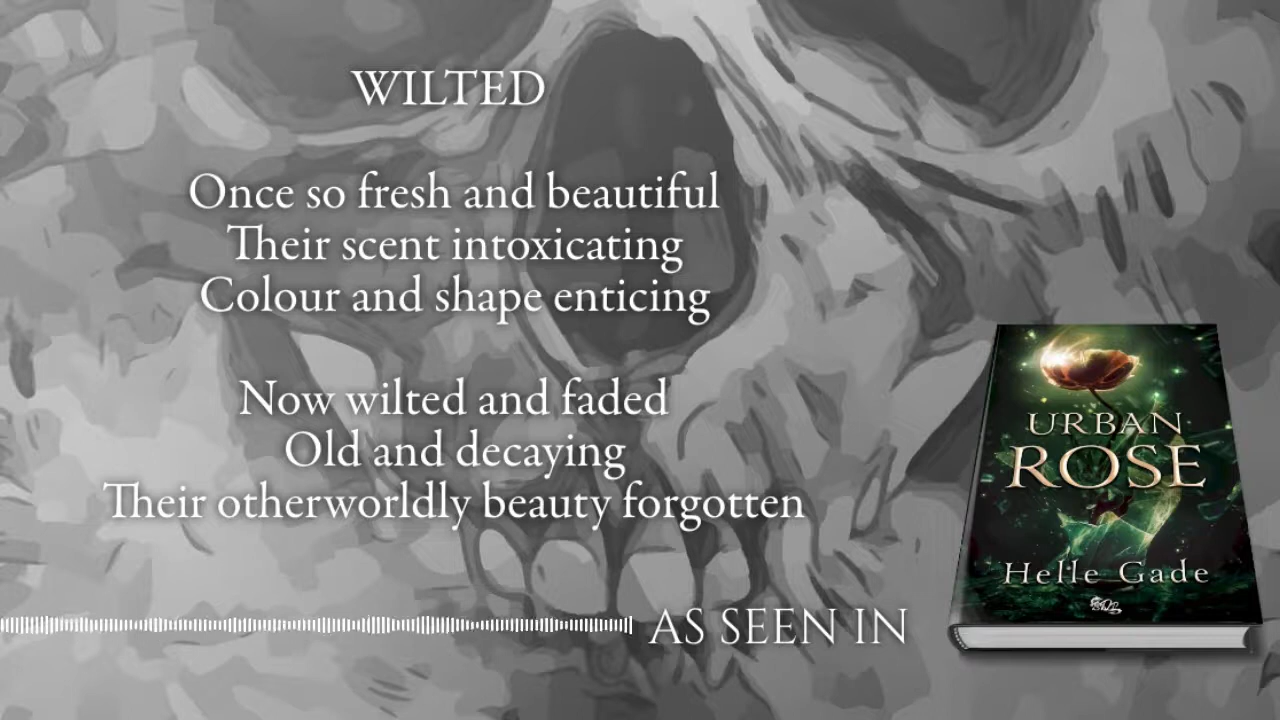 WILTED
Once so fresh and beautiful
Their scent intoxicating
Colour and shape enticing
Now wilted and faded
Old and decaying
Their otherworldly beauty forgotten
AS SEEN IN
URBAN
ROSE
Helle Gade